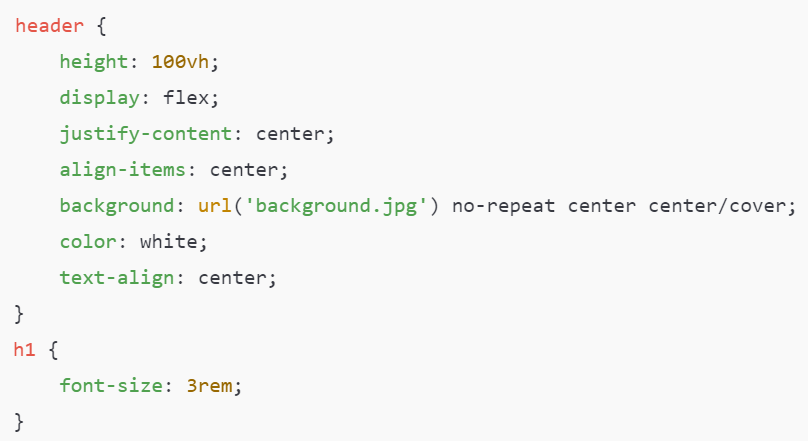 header {
    height: 100vh;
    display: flex;
    justify-content: center;
    align-items: center;
    background: url('background.jpg') no-repeat center center/cover;
    color: white;
    text-align: center;
}
h1 {
    font-size: 3rem;
}